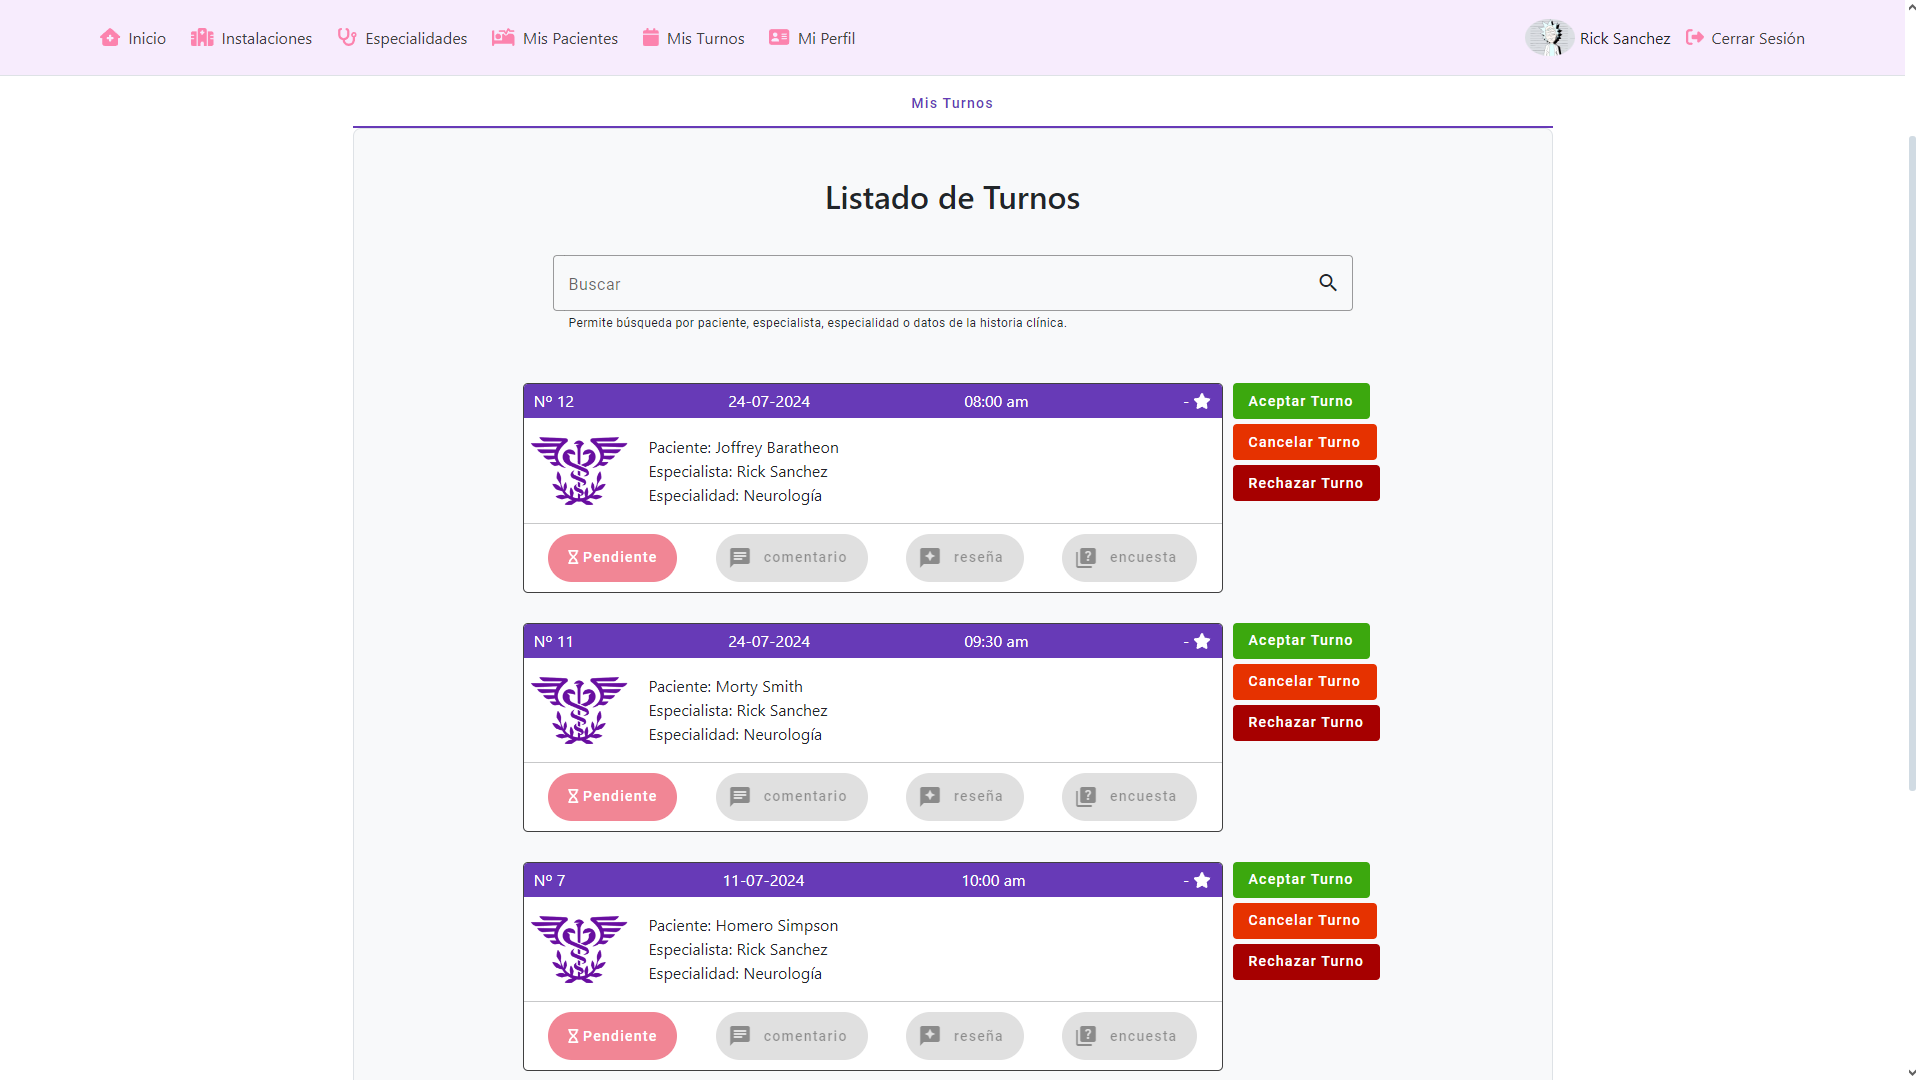 Inicio Instalaciones Especialidades Mis Pacientes Mis Turnos Mi Perfil Rick Sanchez Cerrar Sesión
Mis Turnos
Listado de Turnos
Buscar
Permite búsqueda por paciente, especialista, especialidad o datos de la historia clínica.
Nº 12 24-07-2024 08:00 am -
Aceptar Turno
Cancelar Turno
Rechazar Turno
Paciente: Joffrey Baratheon
Especialista: Rick Sanchez
Especialidad: Neurología
Pendiente comentario reseña encuesta
Nº 11 24-07-2024 09:30 am -
Aceptar Turno
Cancelar Turno
Rechazar Turno
Paciente: Morty Smith
Especialista: Rick Sanchez
Especialidad: Neurología
Pendiente comentario reseña encuesta
Nº 7 11-07-2024 10:00 am -
Aceptar Turno
Cancelar Turno
Rechazar Turno
Paciente: Homero Simpson
Especialista: Rick Sanchez
Especialidad: Neurología
Pendiente comentario reseña encuesta